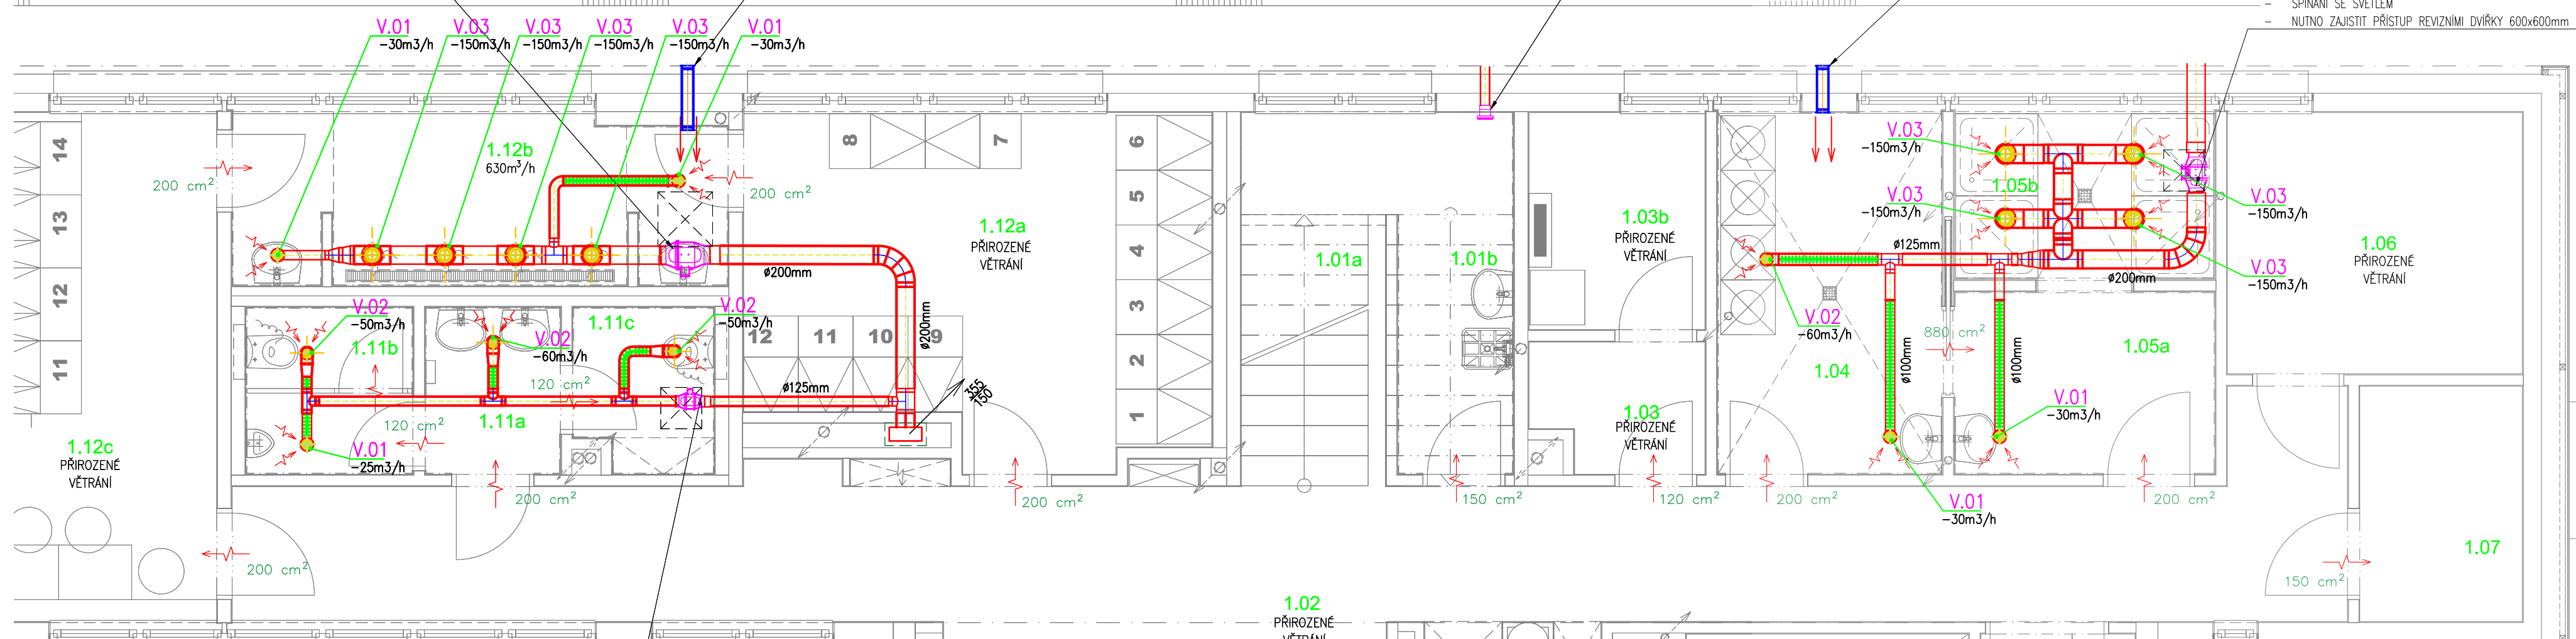 - SPÍNÁNÍ SE SVĚTLEM
- NUTNO ZAJISTIT PŘÍSTUP REVIZNÍMI DVÍŘKY 600x600mm
V.01
-30m3/h
V.03
-150m3/h
V.03
-150m3/h
V.03
-150m3/h
V.03
-150m3/h
V.01
-30m3/h
14
13
12
11
200 cm²
1.12b
630m³/h
200 cm²
8
7
6
5
4
3
2
1
1.12a
PŘIROZENÉ
VĚTRÁNÍ
ø200mm
ø200mm
12
11
10
9
ø125mm
355
150
V.02
-50m3/h
1.11b
V.02
-60m3/h
1.11c
V.02
-50m3/h
120 cm²
120 cm²
1.11a
V.01
-25m3/h
1.12c
PŘIROZENÉ
VĚTRÁNÍ
200 cm²
200 cm²
200 cm²
1.01a
1.01b
150 cm²
1.03b
PŘIROZENÉ
VĚTRÁNÍ
1.03
PŘIROZENÉ
VĚTRÁNÍ
120 cm²
V.03
-150m3/h
V.03
-150m3/h
1.05b
V.03
-150m3/h
V.03
-150m3/h
ø125mm
ø200mm
V.02
-60m3/h
ø100mm
ø100mm
880 cm²
1.04
1.05a
V.01
-30m3/h
200 cm²
V.01
-30m3/h
200 cm²
1.06
PŘIROZENÉ
VĚTRÁNÍ
1.07
150 cm²
1.02
PŘIROZENÉ
VĚTRÁNÍ